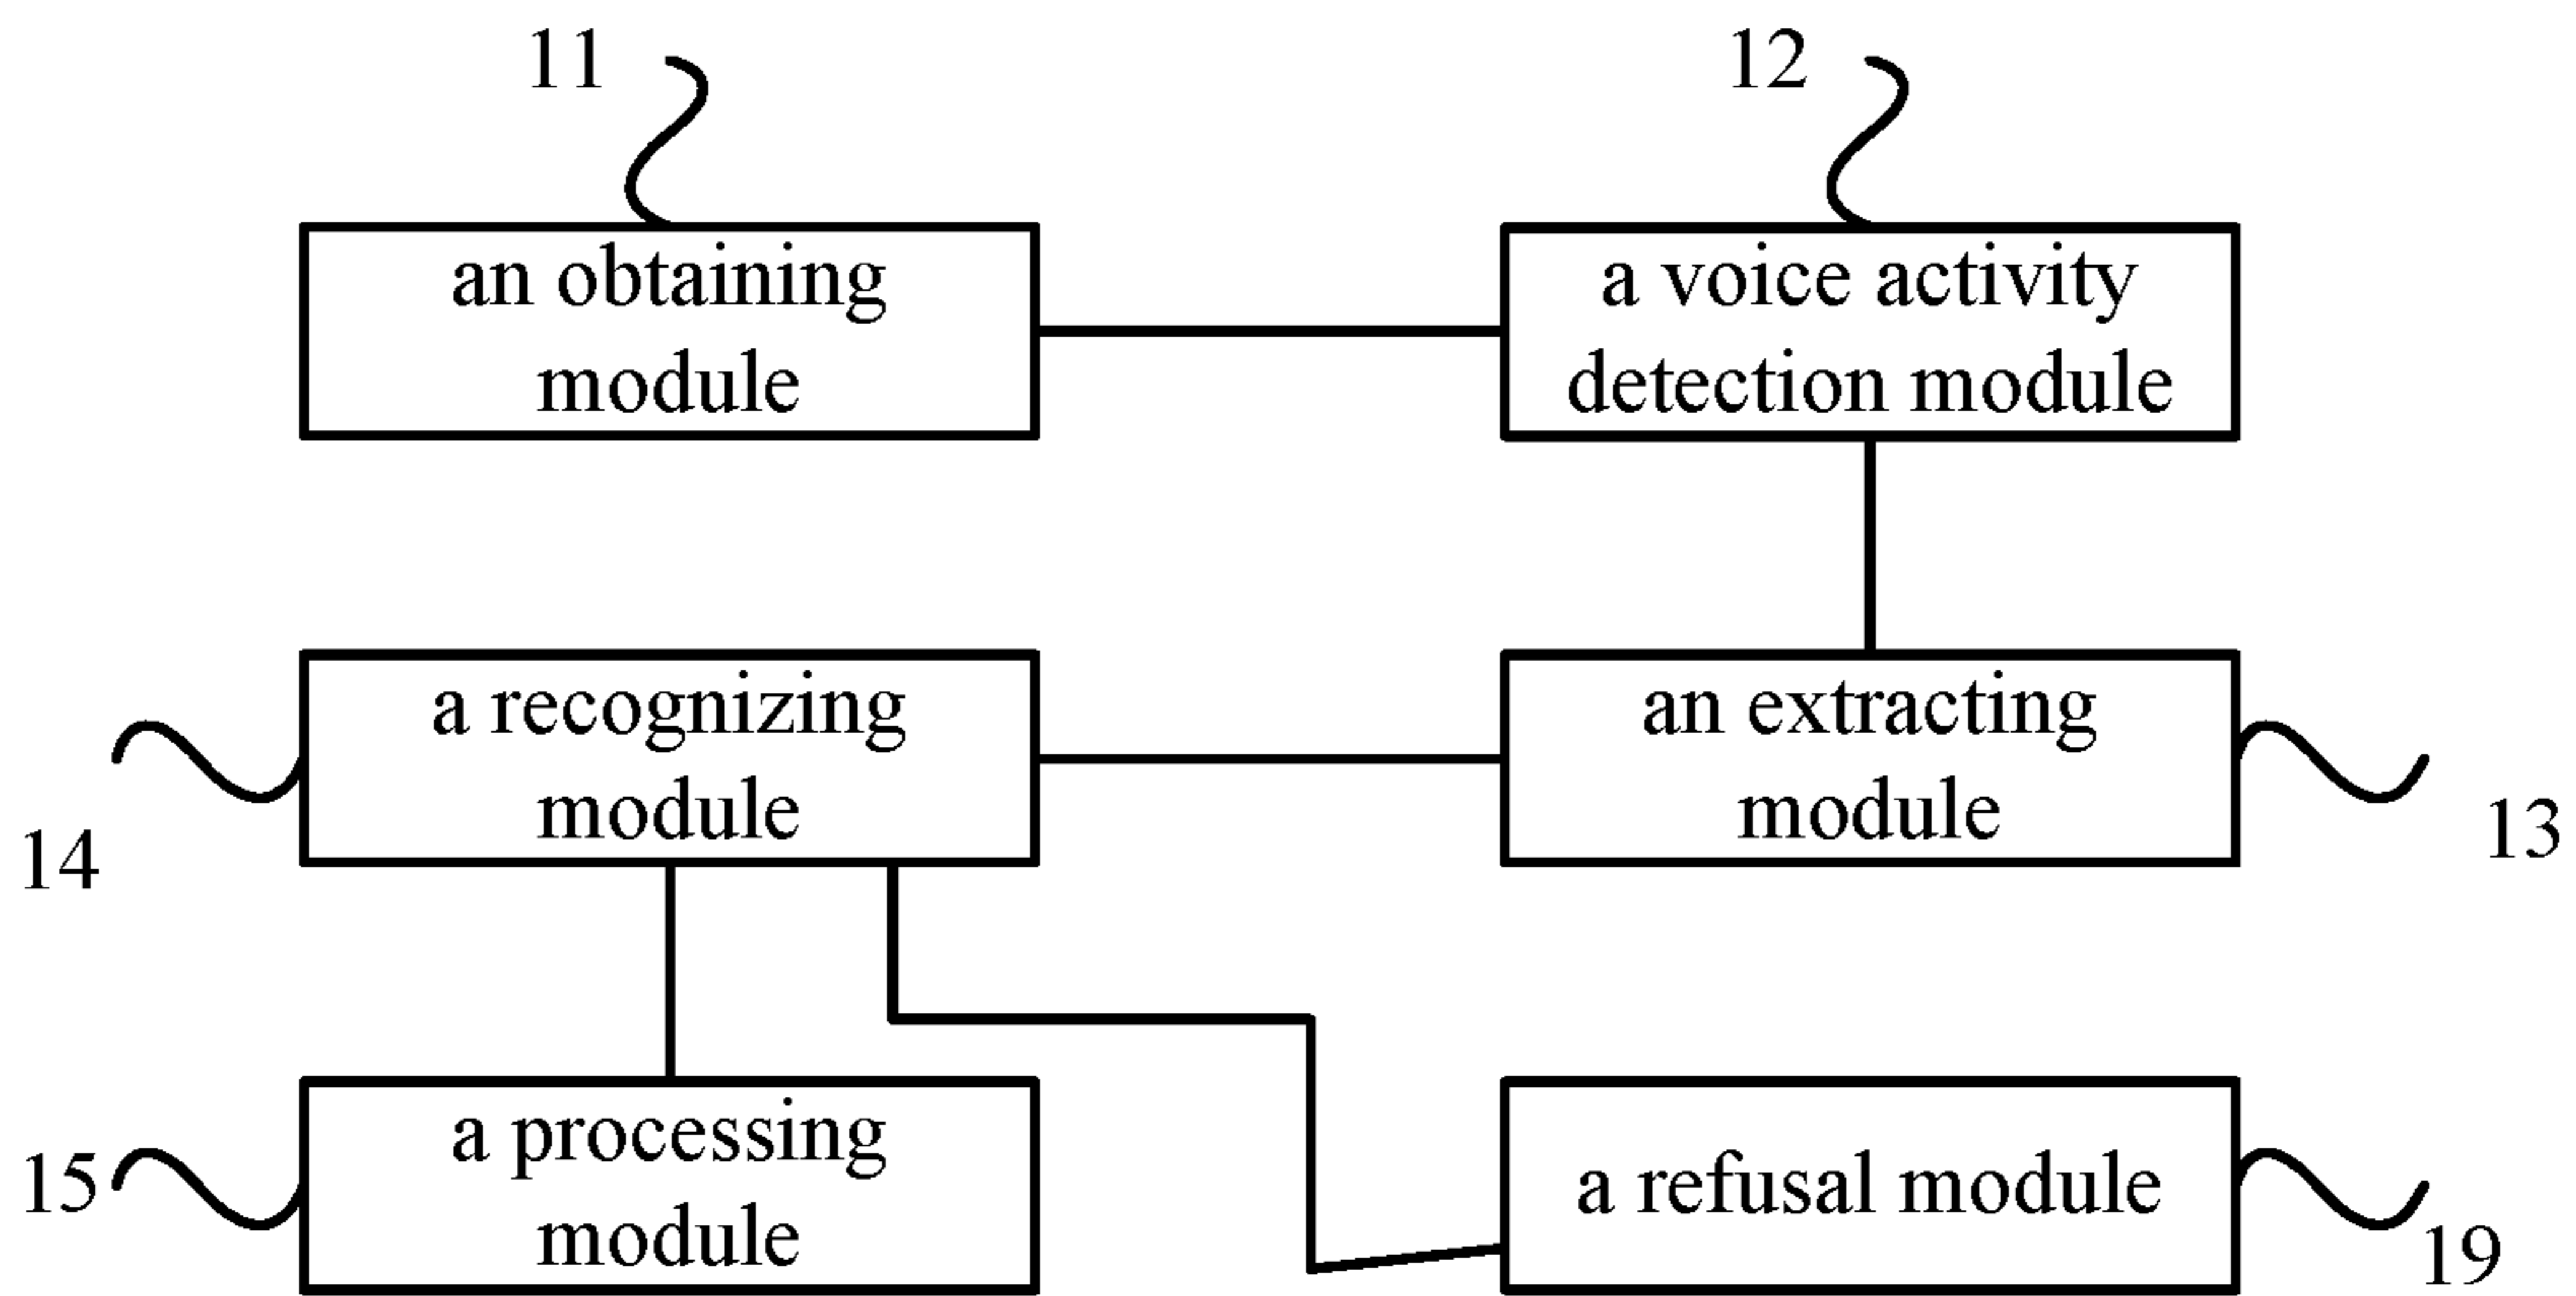 11
12
an obtaining
module
a voice activity
detection module
a recognizing
module
an extracting
module
14
13
a processing
module
a refusal module
15
19